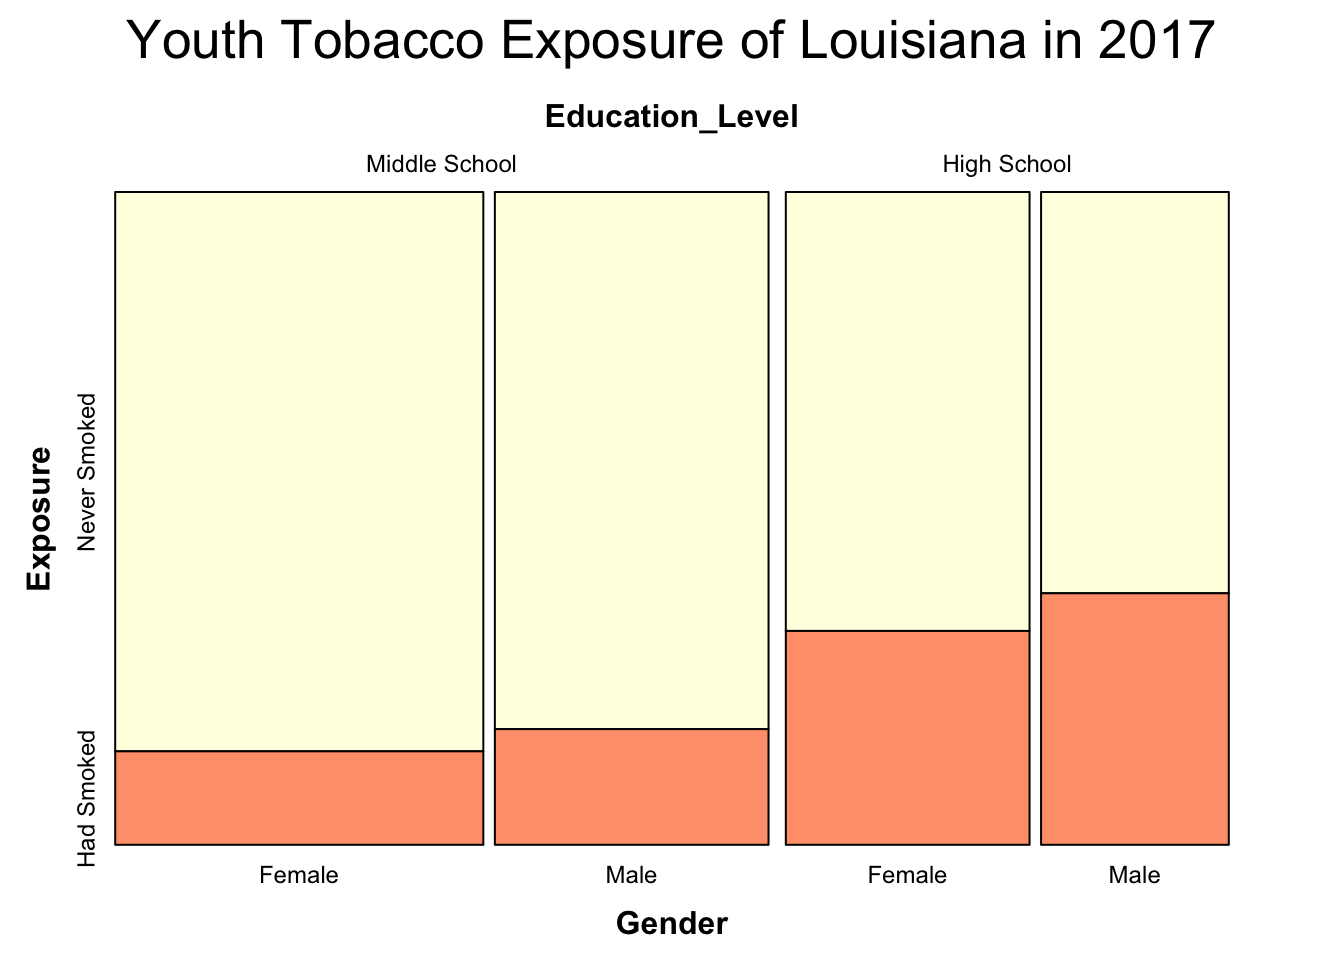 Youth Tobacco Exposure of Louisiana in 2017
Education_Level
Middle School
High School
Exposure
Never Smoked
Had Smoked
Female
Male
Female
Male
Gender